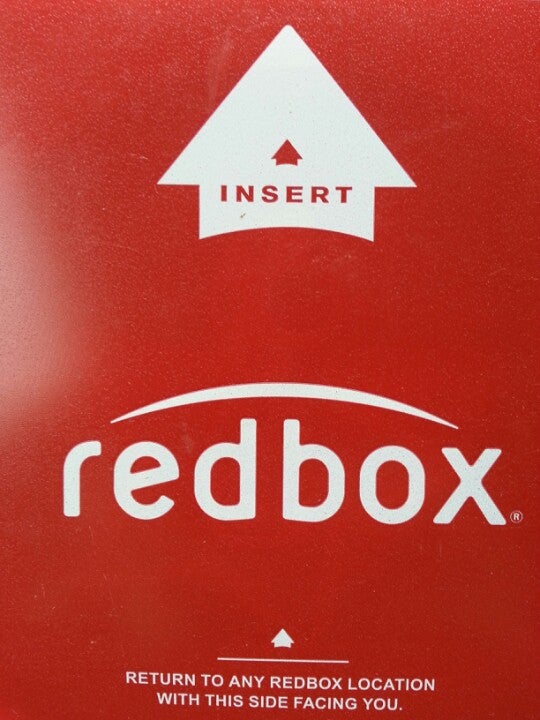 INSERT
redbox®
RETURN TO ANY REDBOX LOCATION
WITH THIS SIDE FACING YOU.